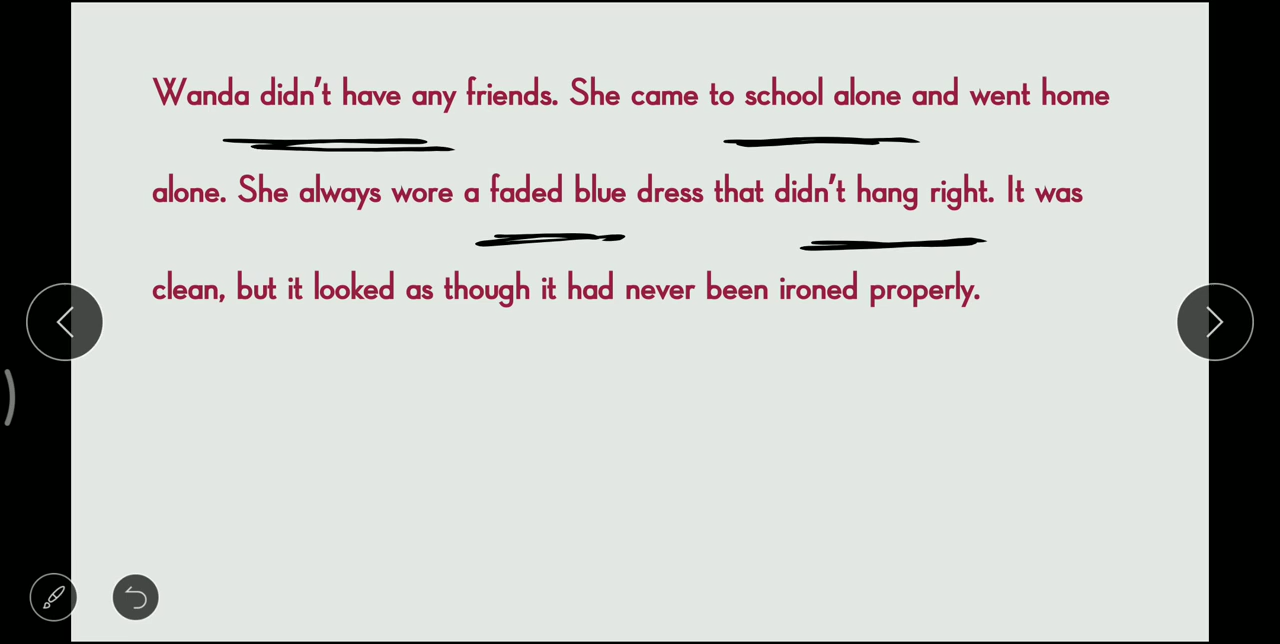 Wanda didn't have any friends. She came to school alone and went home
alone. She always wore a faded blue dress that didn't hang right. It was
clean, but it looked as though it had never been ironed properly.